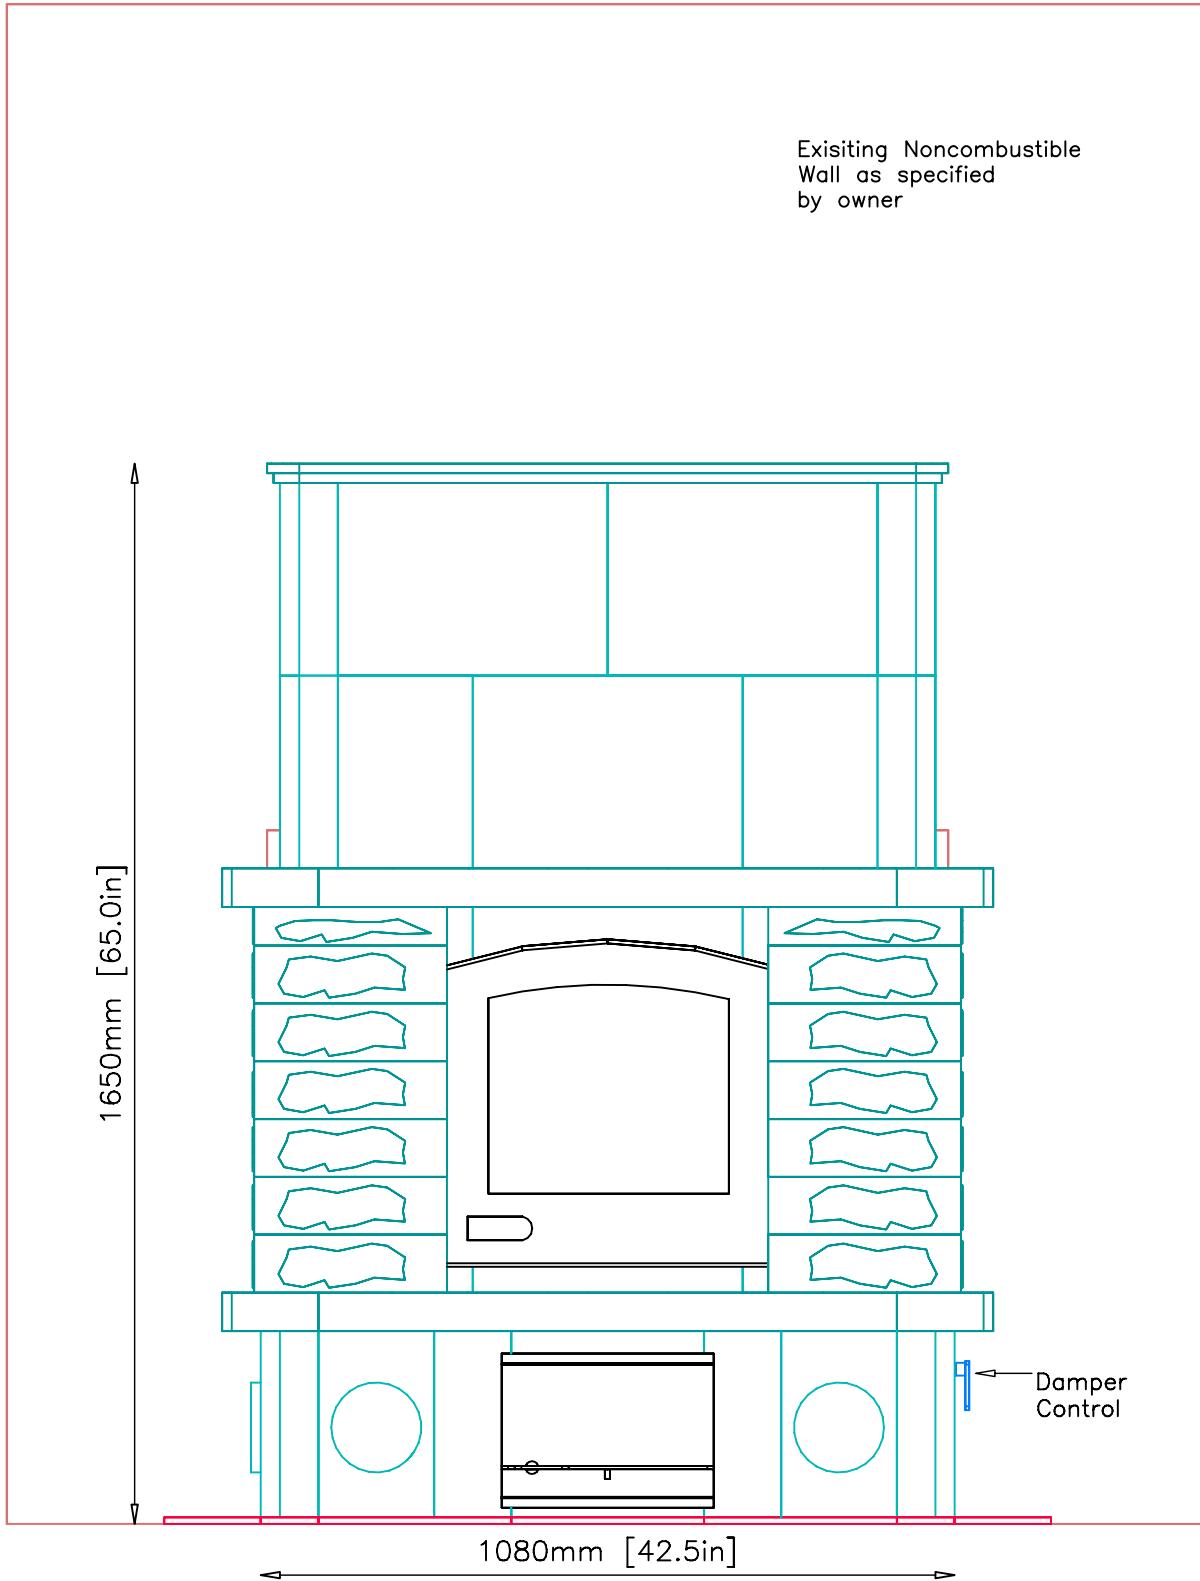 Exisiting Noncombustible
Wall as specified
by owner
1650mm [65.0in]
Damper
Control
1080mm [42.5in]